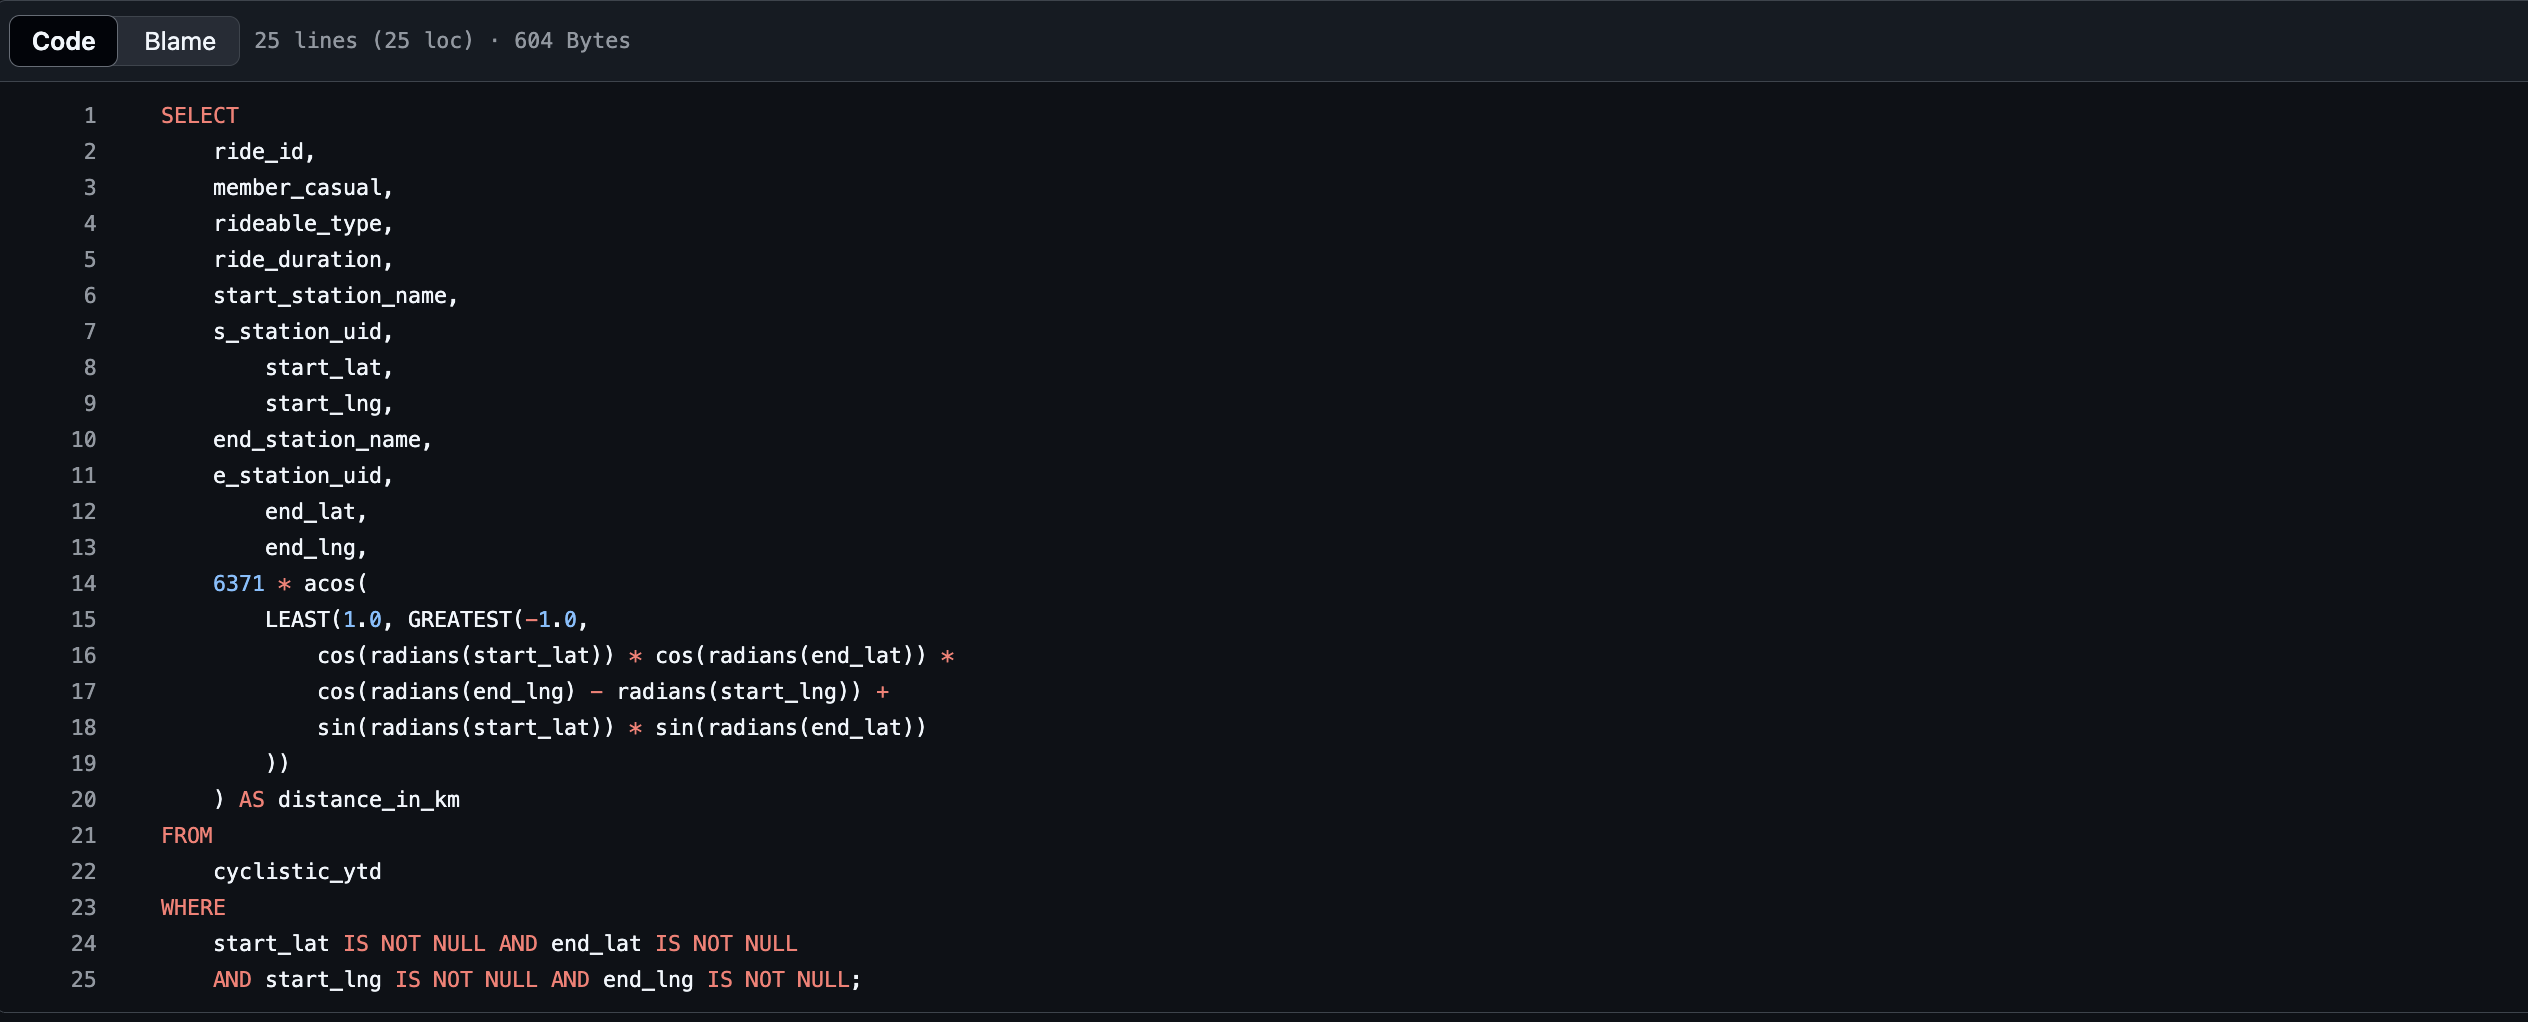 Code Blame 25 lines (25 loc) · 604 Bytes
1 SELECT
2     ride_id,
3     member_casual,
4     rideable_type,
5     ride_duration,
6     start_station_name,
7     s_station_uid,
8         start_lat,
9         start_lng,
10     end_station_name,
11     e_station_uid,
12         end_lat,
13         end_lng,
14     6371 * acos(
15         LEAST(1.0, GREATEST(-1.0,
16             cos(radians(start_lat)) * cos(radians(end_lat)) *
17             cos(radians(end_lng) - radians(start_lng)) +
18             sin(radians(start_lat)) * sin(radians(end_lat))
19         ))
20     ) AS distance_in_km
21 FROM
22     cyclistic_ytd
23 WHERE
24     start_lat IS NOT NULL AND end_lat IS NOT NULL
25     AND start_lng IS NOT NULL AND end_lng IS NOT NULL;